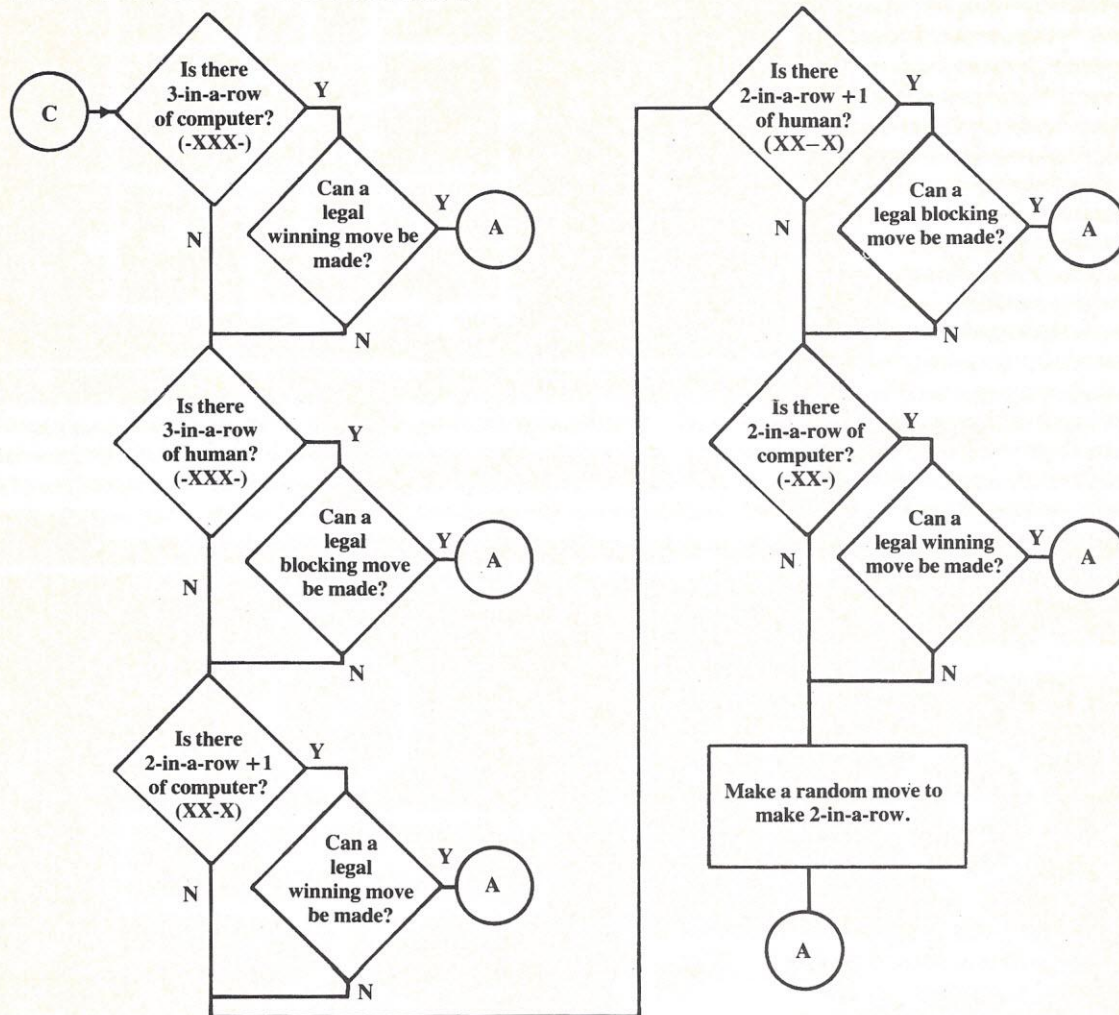 C
Is there
3-in-a-row
of computer?
(-XXX-)
Y
N
Can a
legal
winning move be
made?
Y
A
N
Is there
3-in-a-row
of human?
(-XXX-)
Y
N
Can a
legal
blocking move
be made?
Y
A
N
Is there
2-in-a-row +1
of computer?
(XX-X)
Y
N
Can a
legal
winning move
be made?
Y
A
N
Is there
2-in-a-row +1
of human?
(XX–X)
Y
N
Can a
legal blocking
move be made?
Y
A
N
Is there
2-in-a-row of
computer?
(-XX-)
Y
N
Can a
legal winning
move be made?
Y
A
N
Make a random move to
make 2-in-a-row.
A